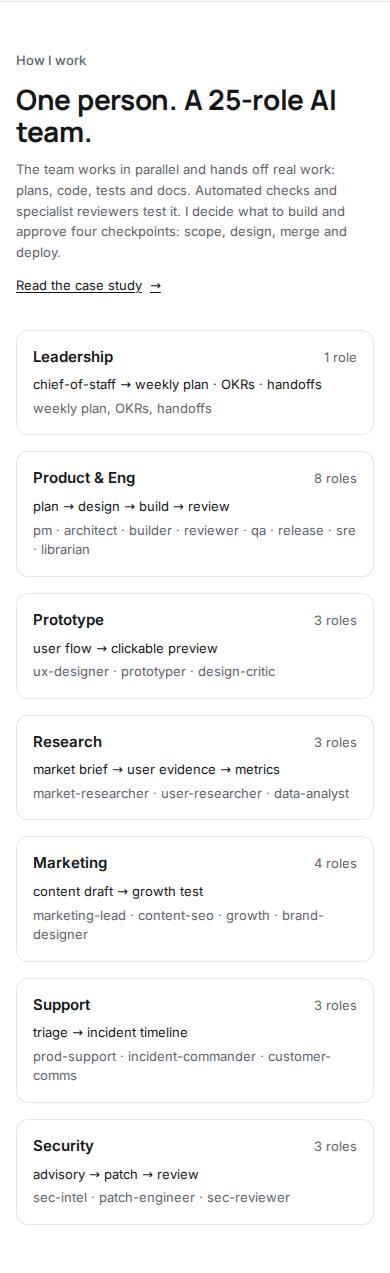 How I work
One person. A 25-role AI
team.
The team works in parallel and hands off real work:
plans, code, tests and docs. Automated checks and
specialist reviewers test it. I decide what to build and
approve four checkpoints: scope, design, merge and
deploy.
Read the case study →
Leadership 1 role
chief-of-staff → weekly plan · OKRs · handoffs
weekly plan, OKRs, handoffs
Product & Eng 8 roles
plan → design → build → review
pm · architect · builder · reviewer · qa · release · sre
· librarian
Prototype 3 roles
user flow → clickable preview
ux-designer · prototyper · design-critic
Research 3 roles
market brief → user evidence → metrics
market-researcher · user-researcher · data-analyst
Marketing 4 roles
content draft → growth test
marketing-lead · content-seo · growth · brand-
designer
Support 3 roles
triage → incident timeline
prod-support · incident-commander · customer-
comms
Security 3 roles
advisory → patch → review
sec-intel · patch-engineer · sec-reviewer